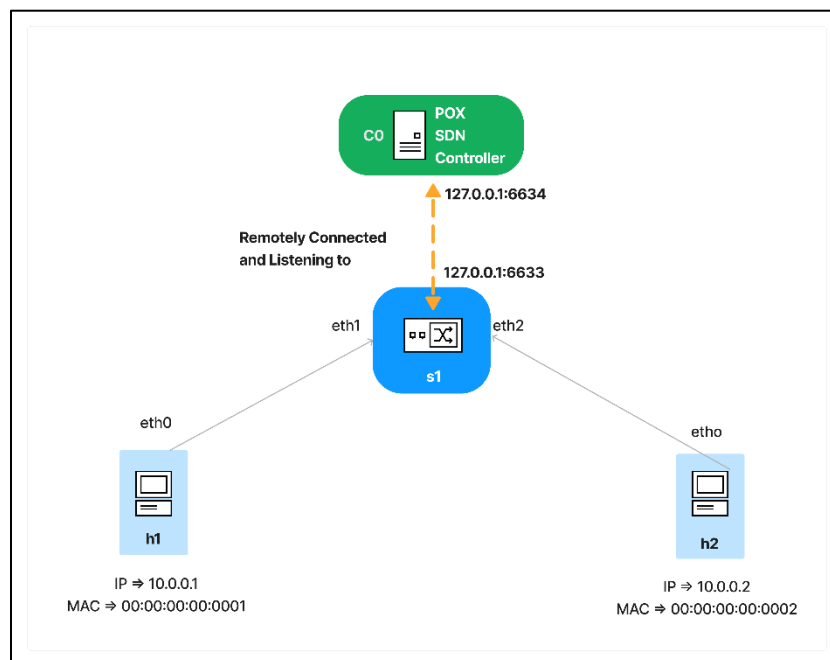 C0
POX
SDN
Controller
127.0.0.1:6634
Remotely Connected
and Listening to
127.0.0.1:6633
eth1
eth2
s1
eth0
etho
h1
h2
IP ⇒ 10.0.0.1
MAC ⇒ 00:00:00:00:0001
IP ⇒ 10.0.0.2
MAC ⇒ 00:00:00:00:0002